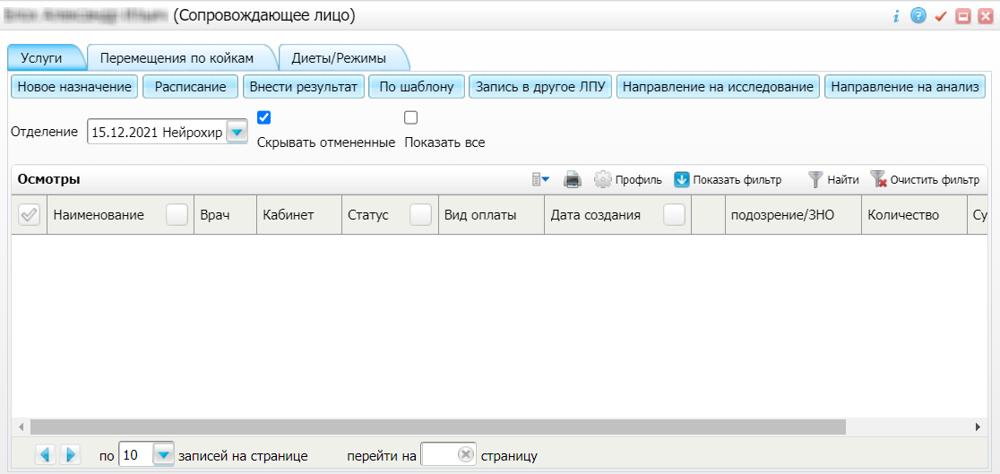 (Сопровождающее лицо)
Услуги Перемещения по койкам Диеты/Режимы
Новое назначение Расписание Внести результат По шаблону Запись в другое ЛПУ Направление на исследование Направление на анализ
Отделение 15.12.2021 Нейрохир Скрывать отмененные Показать все
Осмотры Профиль Показать фильтр Найти Очистить фильтр
Наименование Врач Кабинет Статус Вид оплаты Дата создания подозрение/ЗНО Количество Су
по 10 записей на странице перейти на страницу